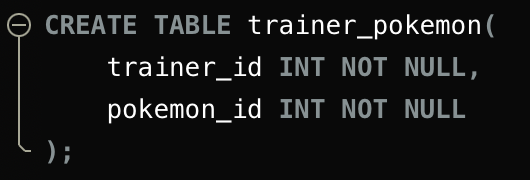 CREATE TABLE trainer_pokemon(
    trainer_id INT NOT NULL,
    pokemon_id INT NOT NULL
);